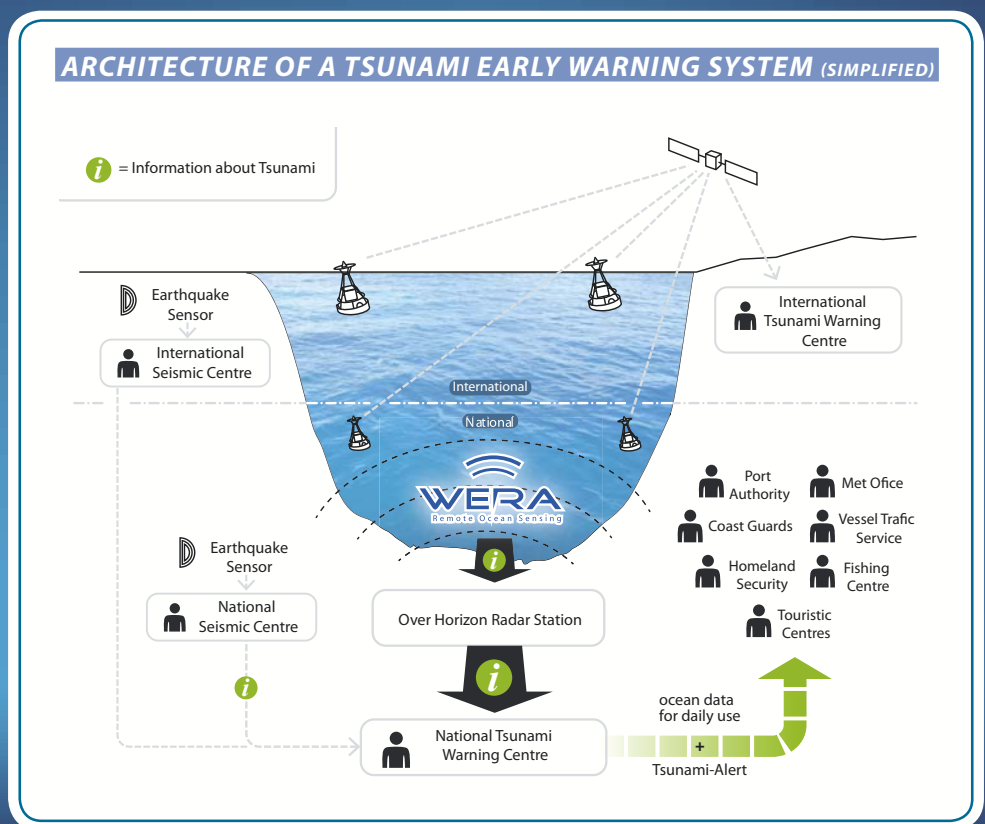 ARCHITECTURE OF A TSUNAMI EARLY WARNING SYSTEM (SIMPLIFIED)
i = Information about Tsunami
Earthquake
Sensor
International
Seismic Centre
International
Tsunami Warning
Centre
International
National
WERA
Remote Ocean Sensing
Port
Authority
Met Ofice
Coast Guards
Vessel Trafic
Service
Homeland
Security
Fishing
Centre
Touristic
Centres
Earthquake
Sensor
National
Seismic Centre
i
Over Horizon Radar Station
i
i
National Tsunami
Warning Centre
ocean data
for daily use
+
Tsunami-Alert